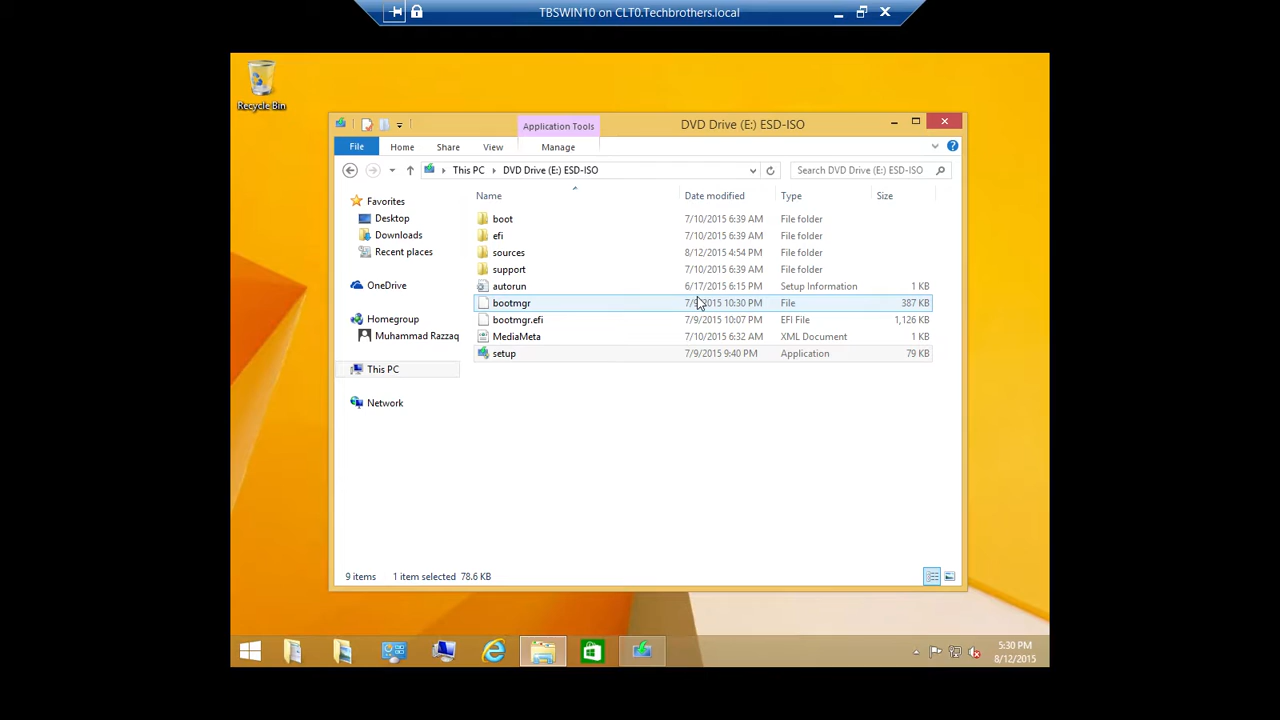 TBSWIN10 on CLT0.Techbrothers.local
Recycle Bin
Application Tools
DVD Drive (E:) ESD-ISO
File Home Share View Manage
This PC DVD Drive (E:) ESD-ISO Search DVD Drive (E:) ESD-ISO
Name Date modified Type Size
Favorites
Desktop
Downloads
Recent places
OneDrive
Homegroup
Muhammad Razzaq
This PC
Network
boot 7/10/2015 6:39 AM File folder
efi 7/10/2015 6:39 AM File folder
sources 8/12/2015 4:54 PM File folder
support 7/10/2015 6:39 AM File folder
autorun 6/17/2015 6:15 PM Setup Information 1 KB
bootmgr 10:30 PM File 387 KB
bootmgr.efi 7/9/2015 10:07 PM EFI File 1,126 KB
MediaMeta 7/10/2015 6:32 AM XML Document 1 KB
setup 7/9/2015 9:40 PM Application 79 KB
9 items 1 item selected 78.6 KB
5:30 PM
8/12/2015